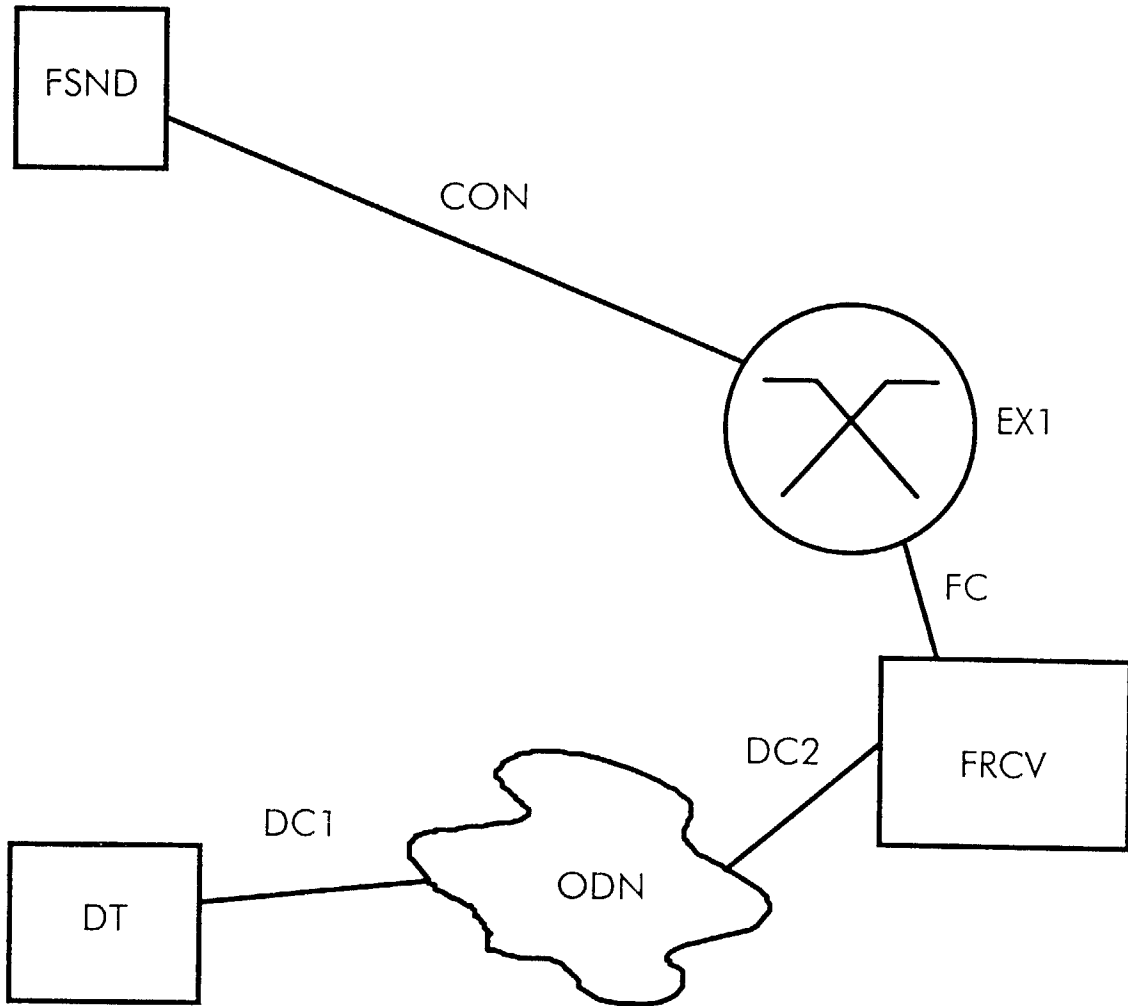 FSND
CON
EX1
FC
DC2
FRCV
DC1
ODN
DT